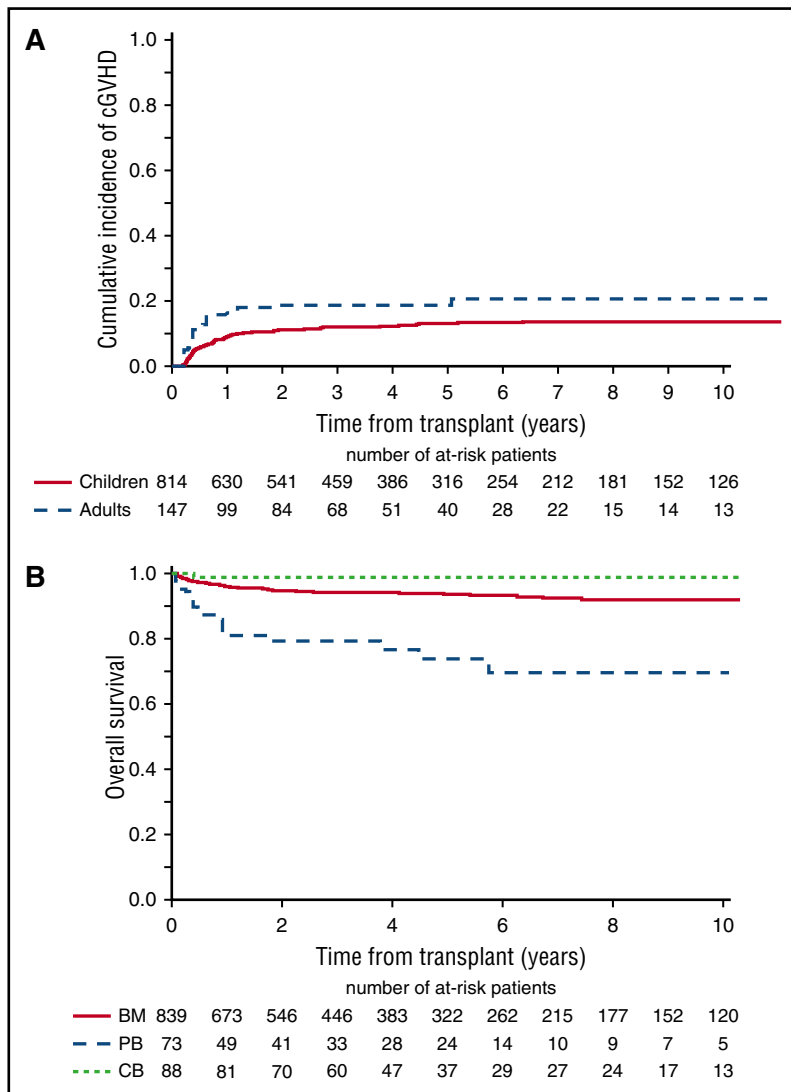 A
Cumulative incidence of cGVHD
1.0
0.8
0.6
0.4
0.2
0.0
0 1 2 3 4 5 6 7 8 9 10
Time from transplant (years)
number of at-risk patients
Children 814 630 541 459 386 316 254 212 181 152 126
Adults 147 99 84 68 51 40 28 22 15 14 13
B
Overall survival
1.0
0.8
0.6
0.4
0.2
0.0
0 2 4 6 8 10
Time from transplant (years)
number of at-risk patients
BM 839 673 546 446 383 322 262 215 177 152 120
PB 73 49 41 33 28 24 14 10 9 7 5
CB 88 81 70 60 47 37 29 27 24 17 13